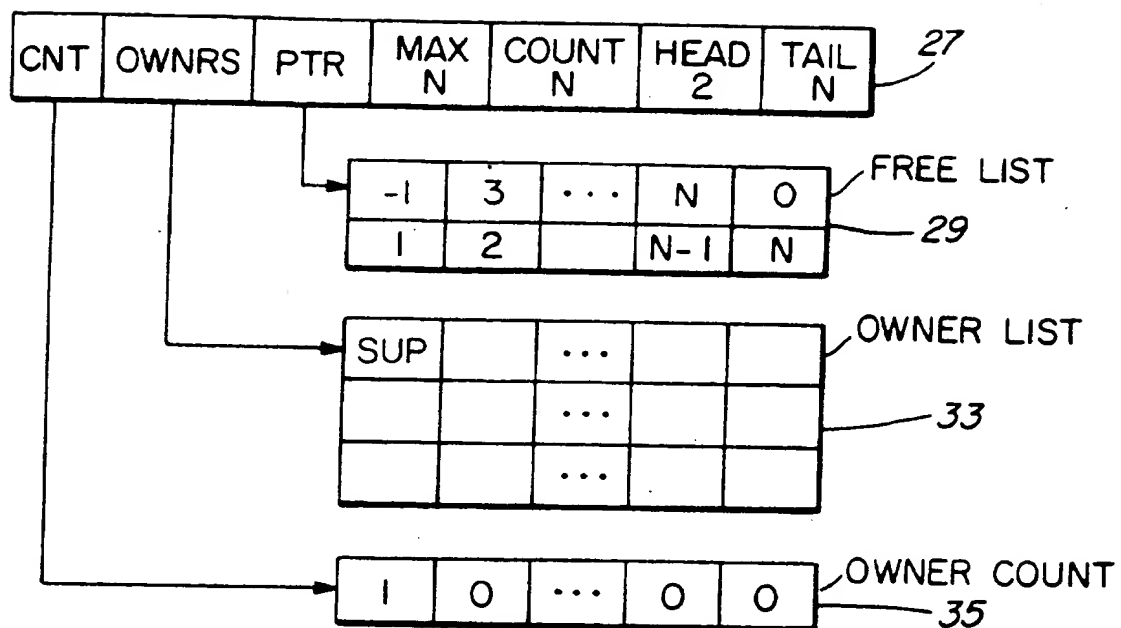 CNT OWNRS PTR MAX N COUNT N HEAD 2 TAIL N 27
FREE LIST
-1 3 ... N 0
29
1 2 N-1 N
OWNER LIST
SUP ...
...
33
...
OWNER COUNT
1 0 ... 0 0
35